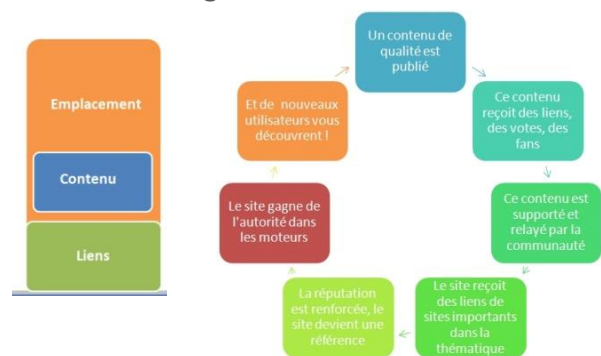 Emplacement
Contenu
Liens
Un contenu de
qualité est
publié
Ce contenu
reçoit des liens,
des votes, des
fans
Ce contenu est
supporté et
relayé par la
communauté
Le site reçoit
des liens de
sites importants
dans la
thématique
La réputation
est renforcée, le
site devient une
référence
Le site gagne de
l'autorité dans
les moteurs
Et de nouveaux
utilisateurs vous
découvrent !